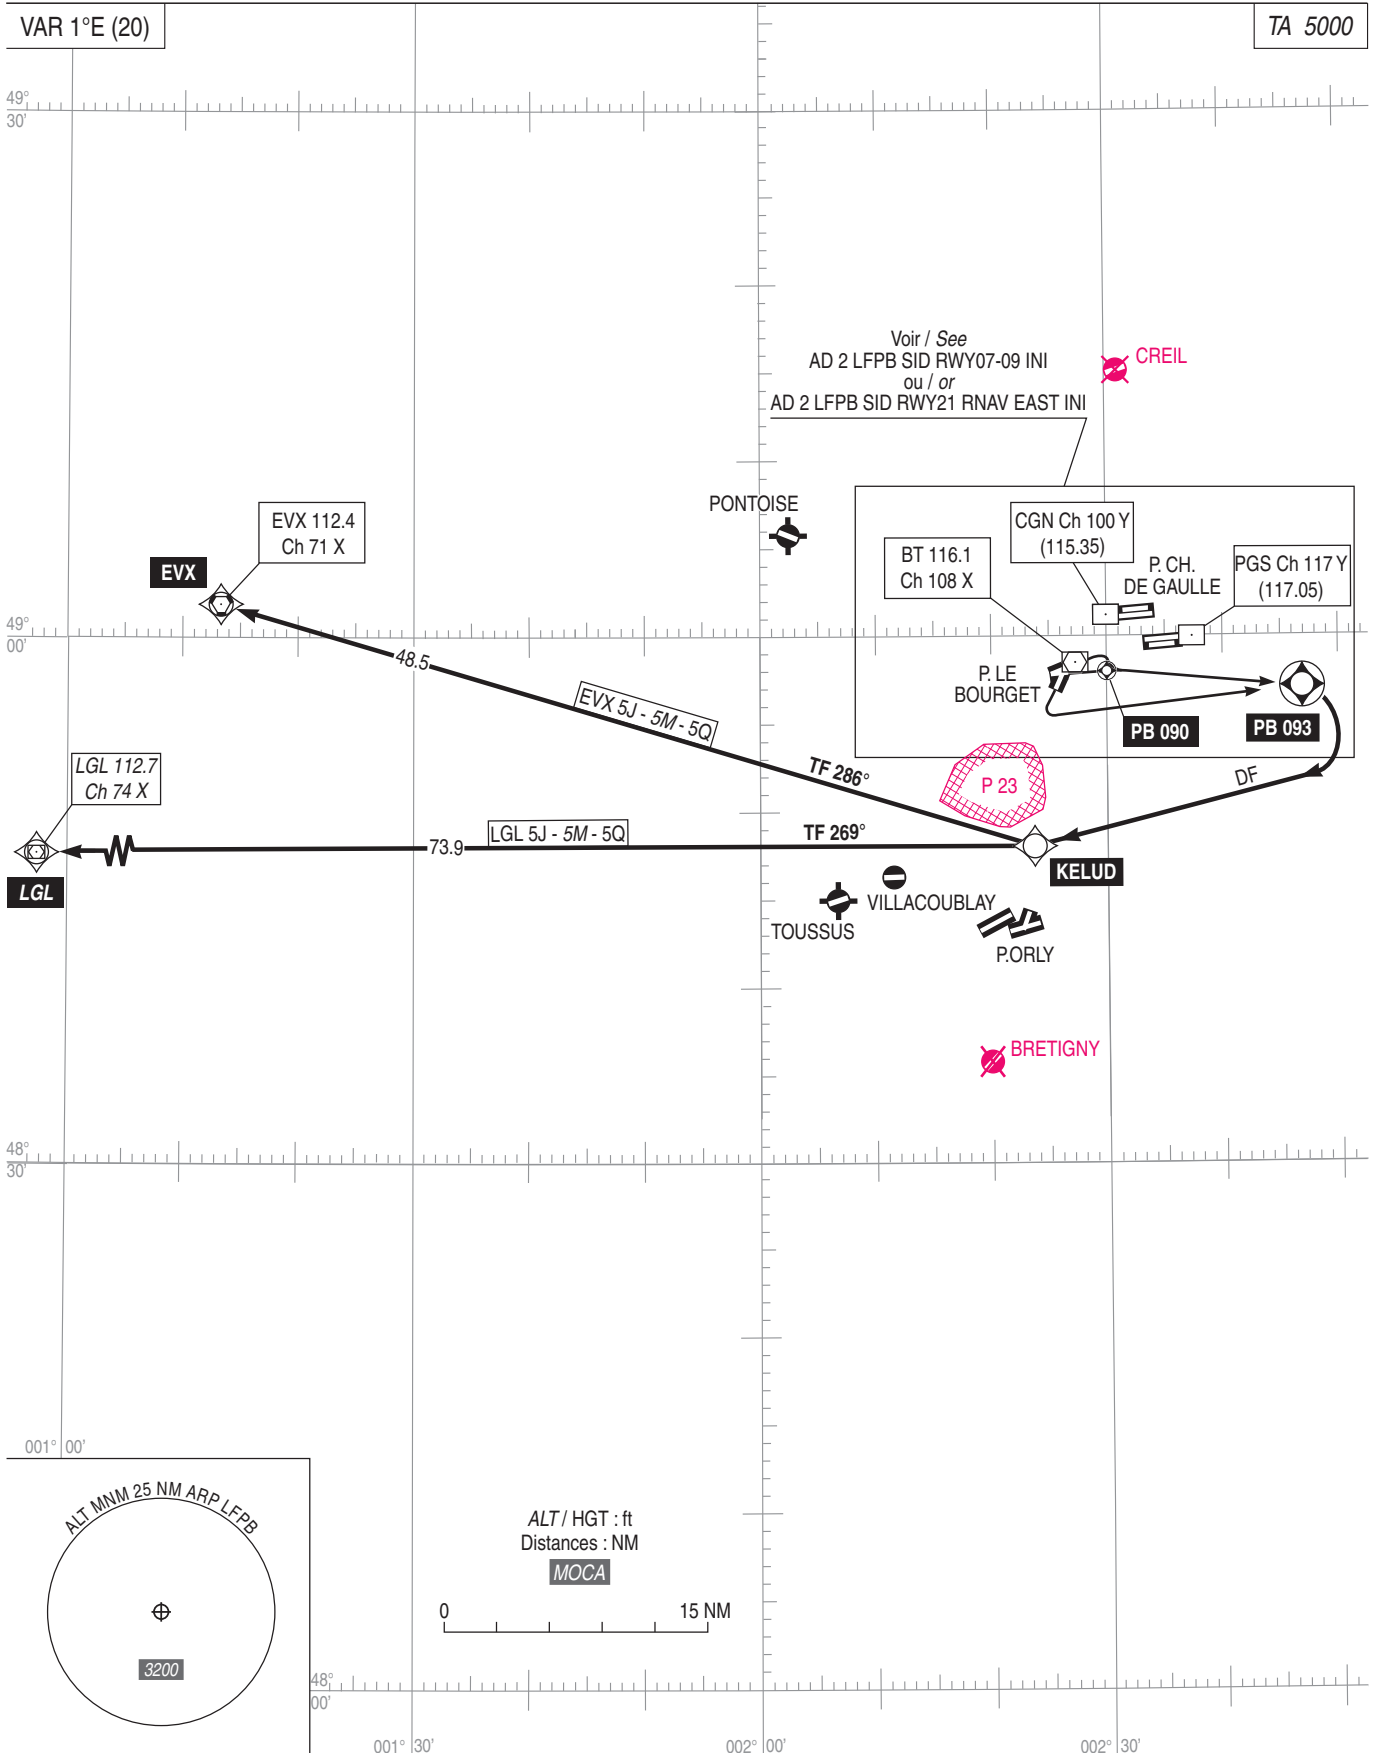 VAR 1°E (20)
TA 5000
49°
30'
Voir / See
AD 2 LFPB SID RWY07-09 INI
ou / or
AD 2 LFPB SID RWY21 RNAV EAST INI
CREIL
PONTOISE
EVX 112.4
Ch 71 X
EVX
CGN Ch 100 Y
(115.35)
BT 116.1
Ch 108 X
P. CH.
DE GAULLE
PGS Ch 117 Y
(117.05)
49°
00'
48.5
P. LE
BOURGET
EVX 5J - 5M - 5Q
PB 090
PB 093
LGL 112.7
Ch 74 X
TF 286°
P 23
DF
LGL 5J - 5M - 5Q
TF 269°
73.9
KELUD
LGL
VILLACOUBLAY
TOUSSUS
P.ORLY
BRETIGNY
48°
30'
001° 00'
ALT MNM 25 NM ARP LFPB
3200
ALT / HGT : ft
Distances : NM
MOCA
0
15 NM
48°
00'
001° 30'
002° 00'
002° 30'